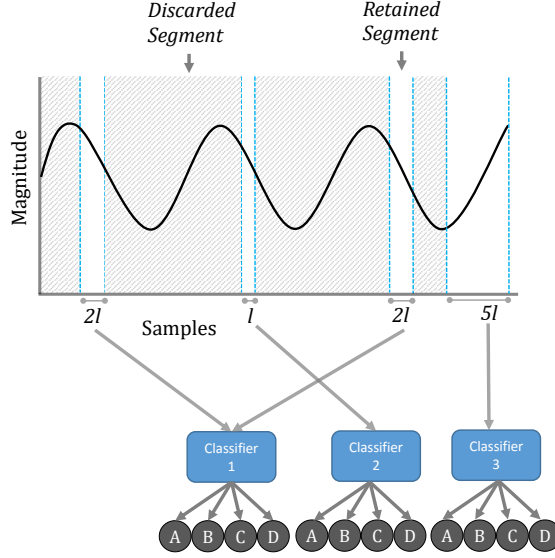 Discarded
Segment
Retained
Segment
Magnitude
2l
Samples
l
2l
5l
Classifier
1
Classifier
2
Classifier
3
A B C D A B C D A B C D